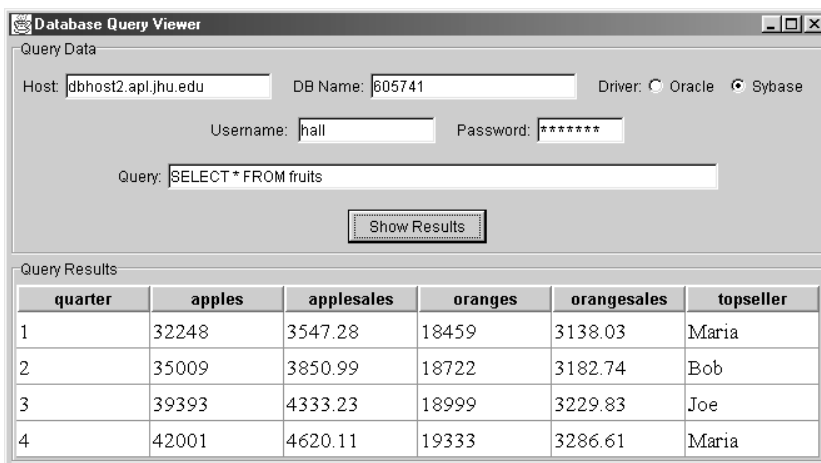 Database Query Viewer
Query Data
Host: dbhost2.apl.jhu.edu DB Name: 605741 Driver: Oracle Sybase
Username: hall Password: *******
Query: SELECT * FROM fruits
Show Results
Query Results
quarter apples applesales oranges orangesales topseller
1 32248 3547.28 18459 3138.03 Maria
2 35009 3850.99 18722 3182.74 Bob
3 39393 4333.23 18999 3229.83 Joe
4 42001 4620.11 19333 3286.61 Maria